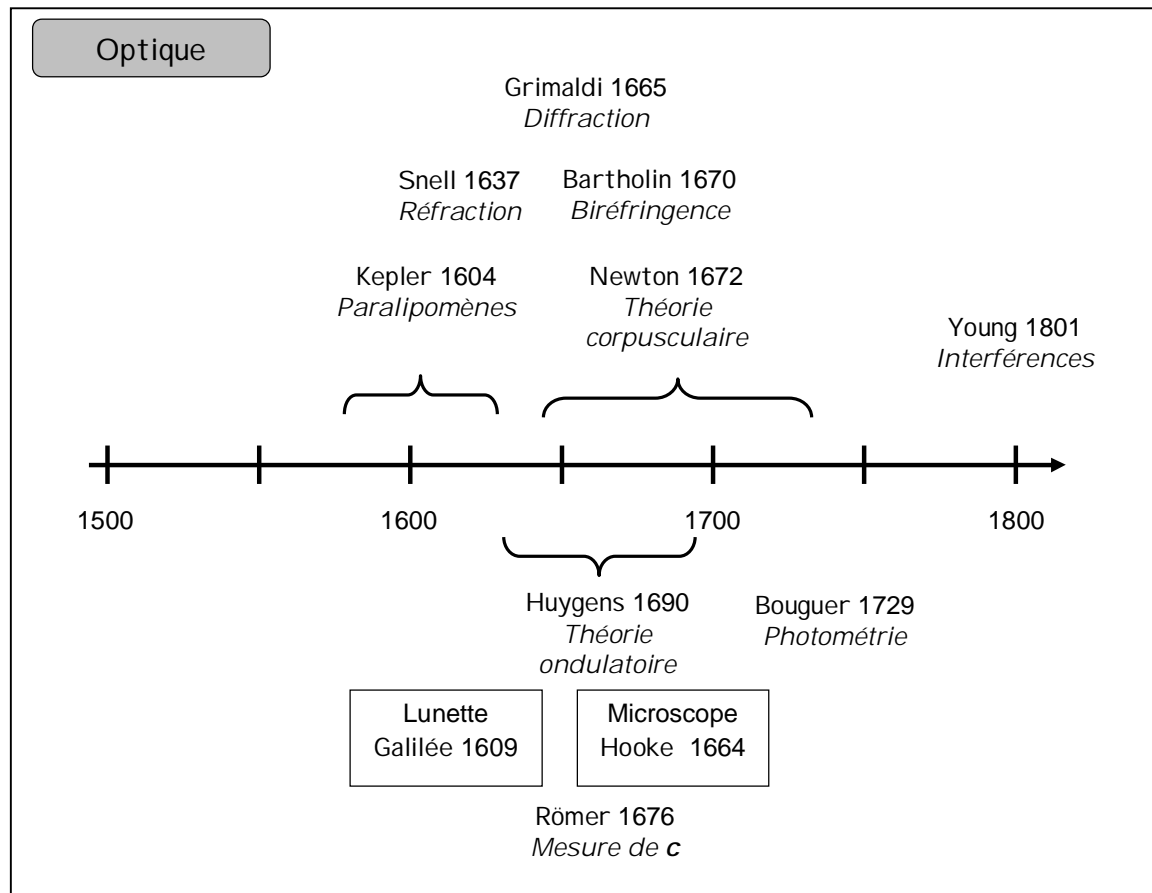 Optique
Grimaldi 1665
Diffraction
Snell 1637
Réfraction
Bartholin 1670
Biréfringence
Kepler 1604
Paralipomènes
Newton 1672
Théorie
corpusculaire
Young 1801
Interférences
1500
1600
1700
1800
Huygens 1690
Théorie
ondulatoire
Bouguer 1729
Photométrie
Lunette
Galilée 1609
Microscope
Hooke 1664
Römer 1676
Mesure de c